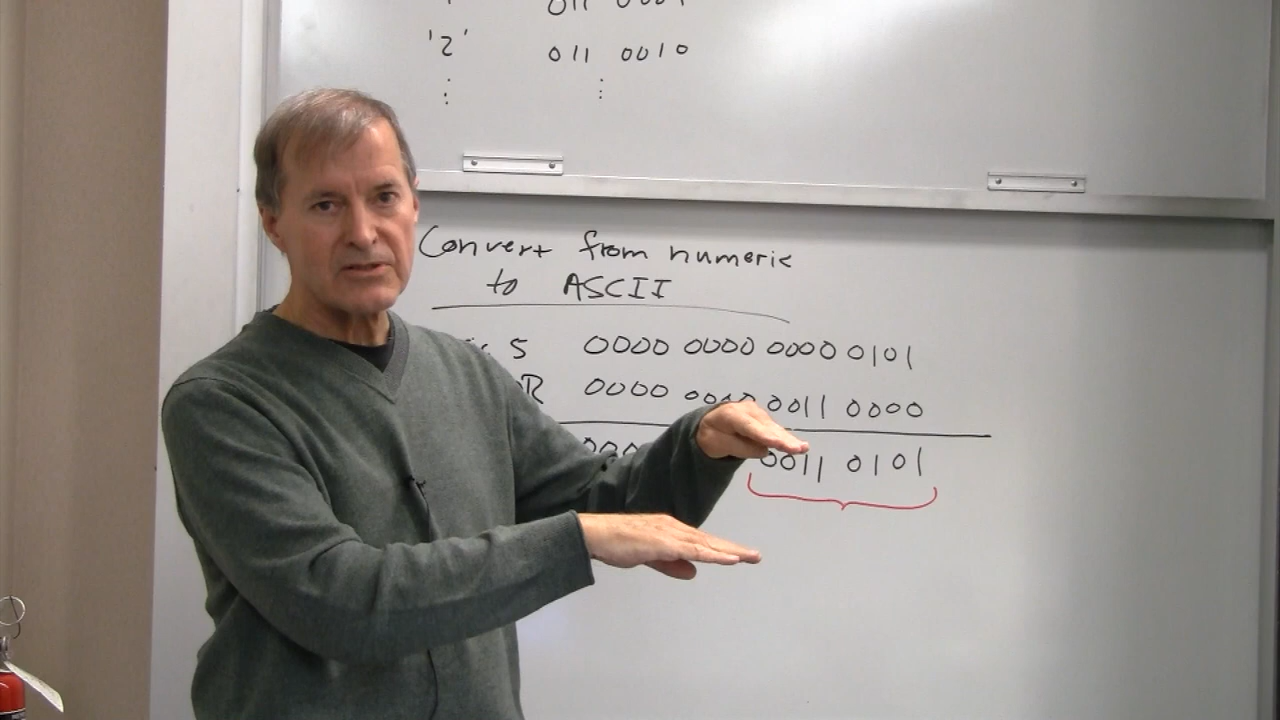 '2' 011 0010
Convert from numeric
to ASCII
5 0000 0000 0000 0101
R 0000 0011 0000
0011 0101